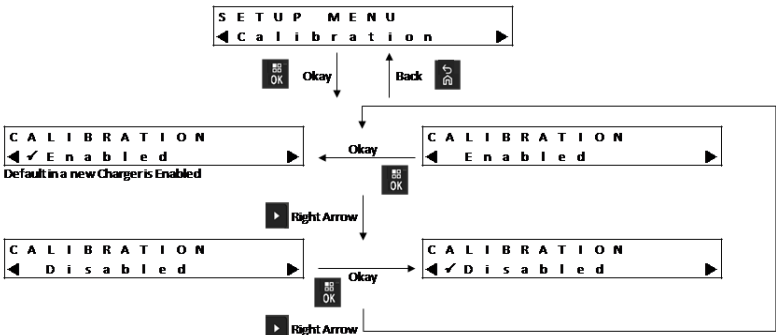 SETUP MENU
◀Calibration ▶
OK Okay Back
CALIBRATION
◀✓Enabled ▶
Default in a new Charger is Enabled
Okay
OK
CALIBRATION
◀ Enabled ▶
Right Arrow
CALIBRATION
◀ Disabled ▶
Okay
OK
CALIBRATION
◀✓Disabled ▶
Right Arrow